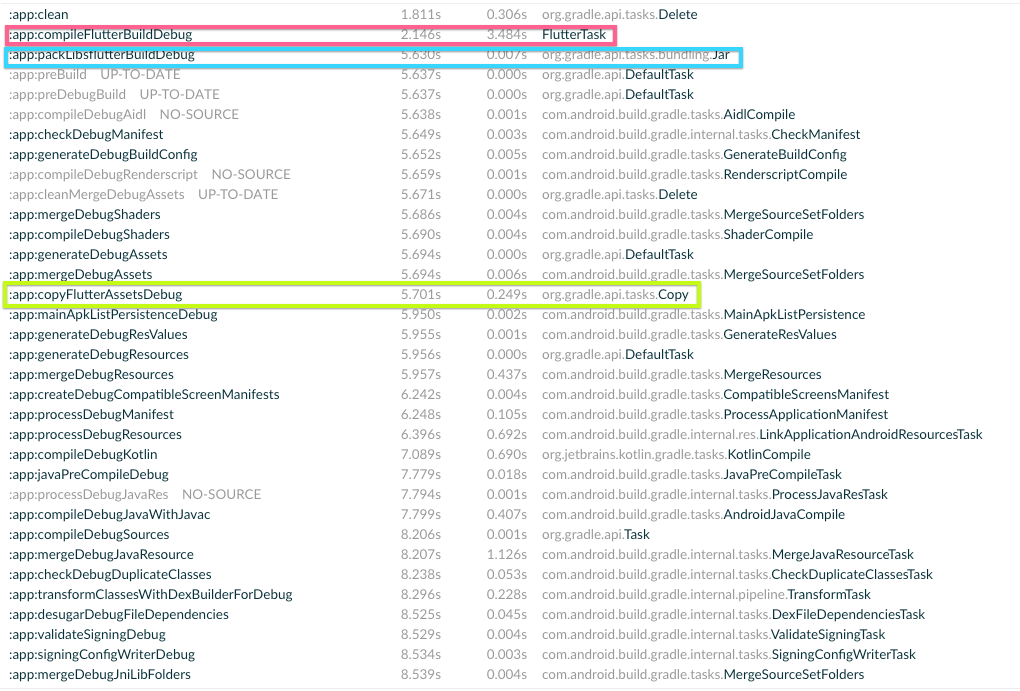 :app:clean 1.811s 0.306s org.gradle.api.tasks.Delete
:app:compileFlutterBuildDebug 2.146s 3.484s FlutterTask
:app:packLibsflutterBuildDebug 5.630s 0.007s org.gradle.api.tasks.bundling.Jar
:app:preBuild UP-TO-DATE 5.637s 0.000s org.gradle.api.DefaultTask
:app:preDebugBuild UP-TO-DATE 5.637s 0.000s org.gradle.api.DefaultTask
:app:compileDebugAidl NO-SOURCE 5.638s 0.001s com.android.build.gradle.tasks.AidlCompile
:app:checkDebugManifest 5.649s 0.003s com.android.build.gradle.internal.tasks.CheckManifest
:app:generateDebugBuildConfig 5.652s 0.005s com.android.build.gradle.tasks.GenerateBuildConfig
:app:compileDebugRenderscript NO-SOURCE 5.659s 0.001s com.android.build.gradle.tasks.RenderscriptCompile
:app:cleanMergeDebugAssets UP-TO-DATE 5.671s 0.000s org.gradle.api.tasks.Delete
:app:mergeDebugShaders 5.686s 0.004s com.android.build.gradle.tasks.MergeSourceSetFolders
:app:compileDebugShaders 5.690s 0.004s com.android.build.gradle.tasks.ShaderCompile
:app:generateDebugAssets 5.694s 0.000s org.gradle.api.DefaultTask
:app:mergeDebugAssets 5.694s 0.006s com.android.build.gradle.tasks.MergeSourceSetFolders
:app:copyFlutterAssetsDebug 5.701s 0.249s org.gradle.api.tasks.Copy
:app:mainApkListPersistenceDebug 5.950s 0.002s com.android.build.gradle.tasks.MainApkListPersistence
:app:generateDebugResValues 5.955s 0.001s com.android.build.gradle.tasks.GenerateResValues
:app:generateDebugResources 5.956s 0.000s org.gradle.api.DefaultTask
:app:mergeDebugResources 5.957s 0.437s com.android.build.gradle.tasks.MergeResources
:app:createDebugCompatibleScreenManifests 6.242s 0.004s com.android.build.gradle.tasks.CompatibleScreensManifest
:app:processDebugManifest 6.248s 0.105s com.android.build.gradle.tasks.ProcessApplicationManifest
:app:processDebugResources 6.396s 0.692s com.android.build.gradle.internal.res.LinkApplicationAndroidResourcesTask
:app:compileDebugKotlin 7.089s 0.690s org.jetbrains.kotlin.gradle.tasks.KotlinCompile
:app:javaPreCompileDebug 7.779s 0.018s com.android.build.gradle.tasks.JavaPreCompileTask
:app:processDebugJavaRes NO-SOURCE 7.794s 0.001s com.android.build.gradle.internal.tasks.ProcessJavaResTask
:app:compileDebugJavaWithJavac 7.799s 0.407s com.android.build.gradle.tasks.AndroidJavaCompile
:app:compileDebugSources 8.206s 0.001s org.gradle.api.Task
:app:mergeDebugJavaResource 8.207s 1.126s com.android.build.gradle.internal.tasks.MergeJavaResourceTask
:app:checkDebugDuplicateClasses 8.238s 0.053s com.android.build.gradle.internal.tasks.CheckDuplicateClassesTask
:app:transformClassesWithDexBuilderForDebug 8.296s 0.228s com.android.build.gradle.internal.pipeline.TransformTask
:app:desugarDebugFileDependencies 8.525s 0.045s com.android.build.gradle.internal.tasks.DexFileDependenciesTask
:app:validateSigningDebug 8.529s 0.004s com.android.build.gradle.internal.tasks.ValidateSigningTask
:app:signingConfigWriterDebug 8.534s 0.003s com.android.build.gradle.internal.tasks.SigningConfigWriterTask
:app:mergeDebugJniLibFolders 8.539s 0.004s com.android.build.gradle.tasks.MergeSourceSetFolders